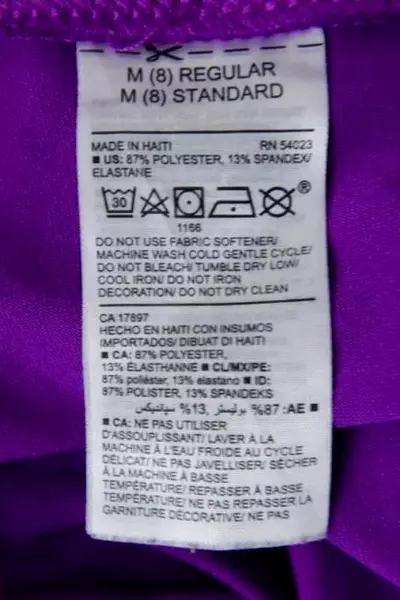 M (8) REGULAR
M (8) STANDARD
MADE IN HAITI RN 54023
■ US: 87% POLYESTER, 13% SPANDEX/
ELASTANE
30
®
1166
DO NOT USE FABRIC SOFTENER/
MACHINE WASH COLD GENTLE CYCLE/
DO NOT BLEACH/ TUMBLE DRY LOW/
COOL IRON/ DO NOT IRON
DECORATION/ DO NOT DRY CLEAN
CA 17897
HECHO EN HAITI CON INSUMOS
IMPORTADOS/ DIBUAT DI HAITI
■ CA: 87% POLYESTER,
13% ÉLASTHANNE ■ CL/MX/PE:
87% poliéster, 13% elastano ■ ID:
87% POLISTER, 13% SPANDEKS
■ AE: 87% بوليستر, 13% سپانديكس
■ CA: NE PAS UTILISER
D'ASSOUPLISSANT/ LAVER À LA
MACHINE À L'EAU FROIDE AU CYCLE
DÉLICAT/ NE PAS JAVELLISER/ SÉCHER
À LA MACHINE À BASSE
TEMPÉRATURE/ REPASSER À BASSE
TEMPÉRATURE/ NE PAS REPASSER LA
GARNITURE DÉCORATIVE/ NE PAS